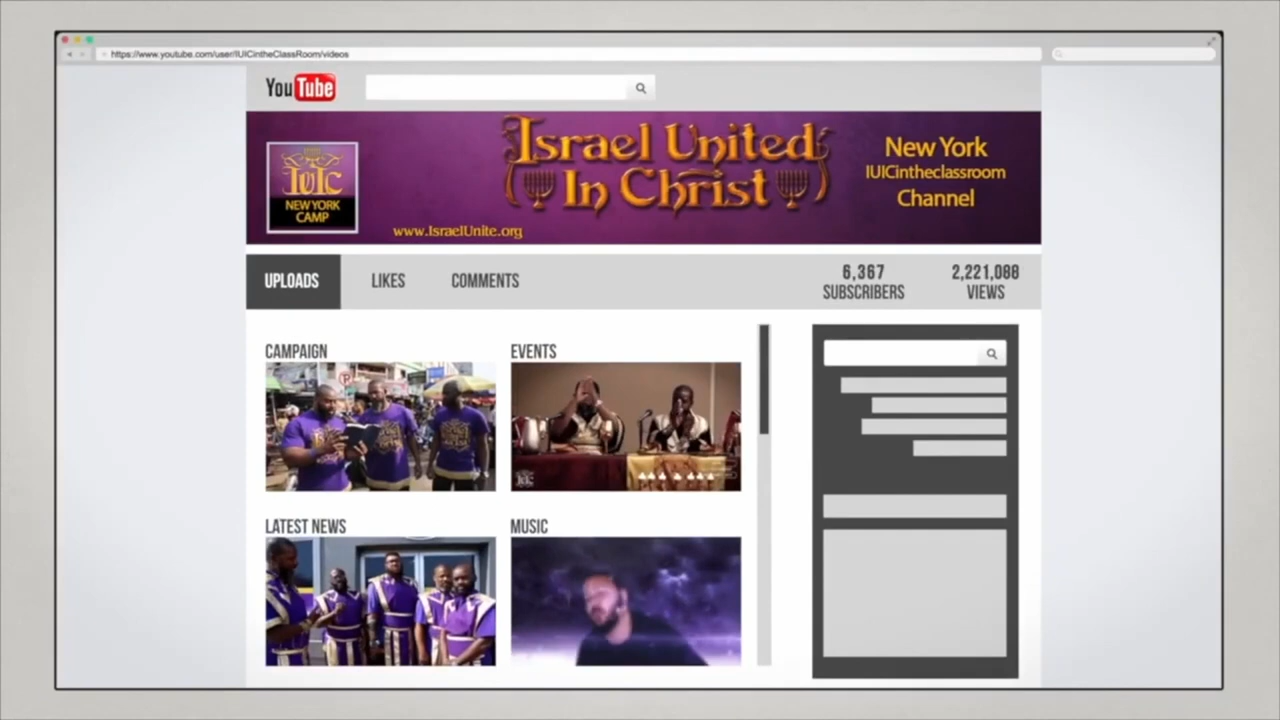 https://www.youtube.com/user/IUICintheClassRoom/videos
YouTube
Israel United
In Christ
IUIC
NEW YORK
CAMP
www.IsraelUnite.org
New York
IUICintheclassroom
Channel
UPLOADS
LIKES
COMMENTS
6,367
SUBSCRIBERS
2,221,088
VIEWS
CAMPAIGN
EVENTS
LATEST NEWS
MUSIC